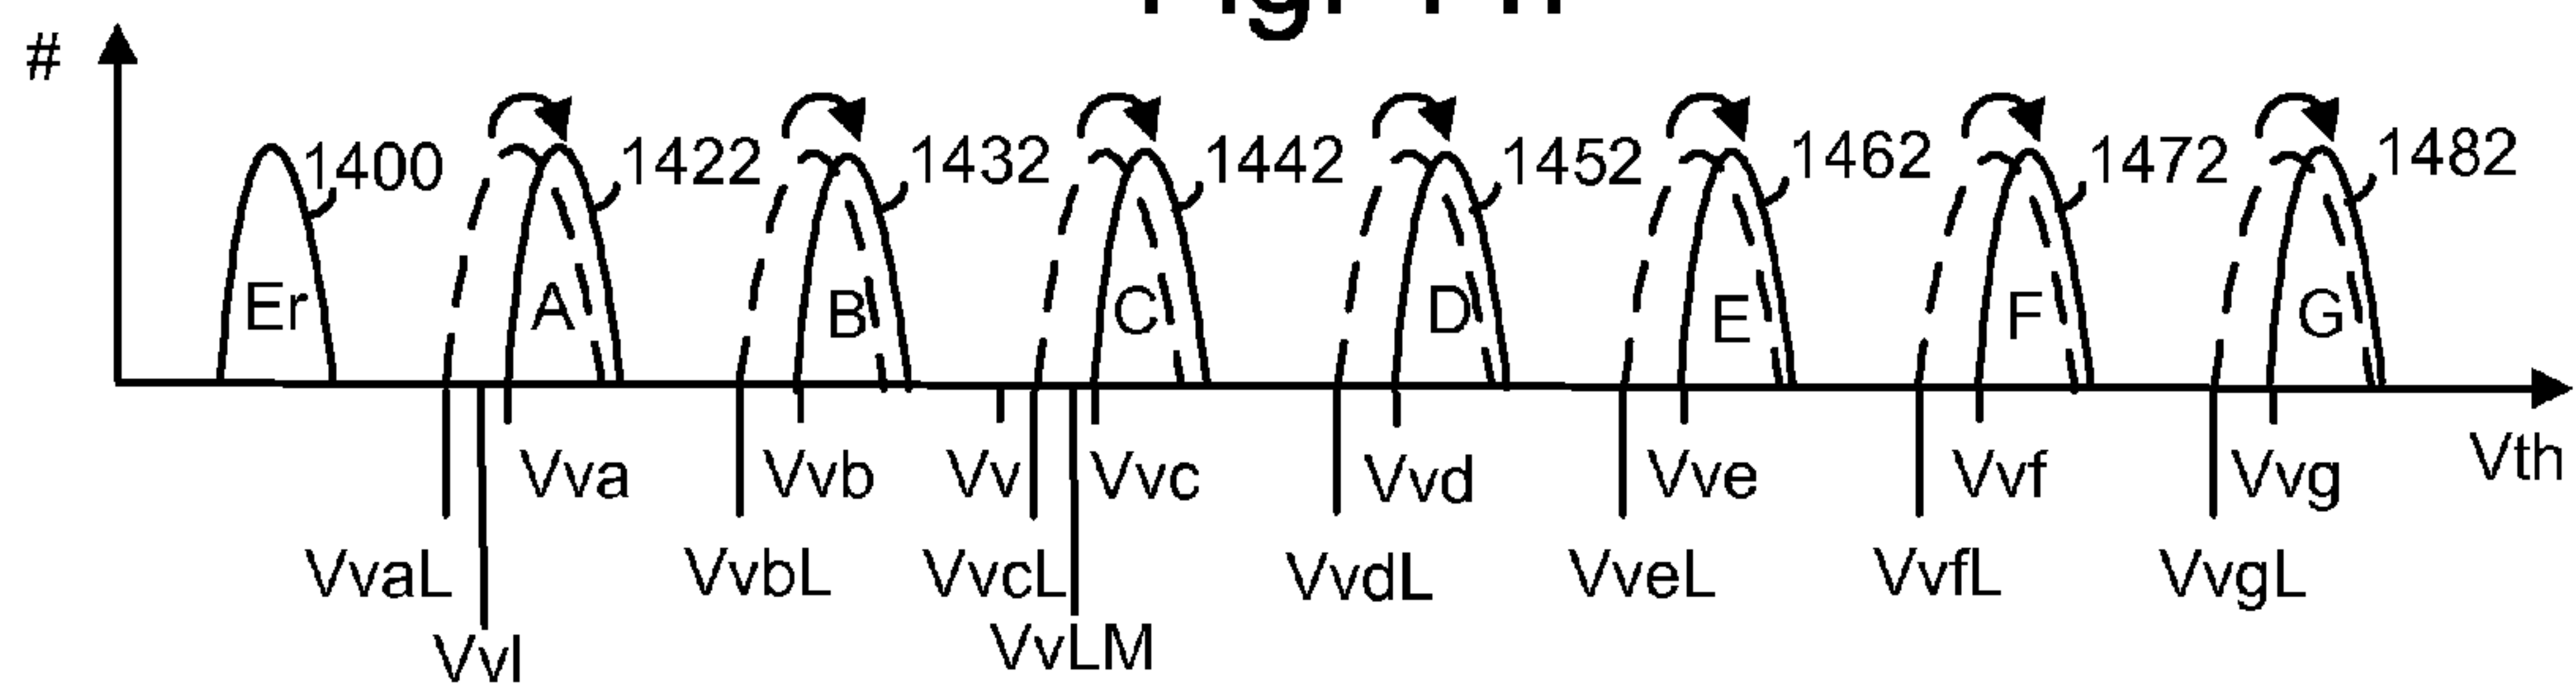 #
1400 1422 1432 1442 1452 1462 1472 1482
Er A B C D E F G
Vva Vvb Vv Vvc Vvd Vve Vvf Vvg Vth
VvaL VvbL VvcL VvdL VveL VvfL VvgL
Vvl VvLM